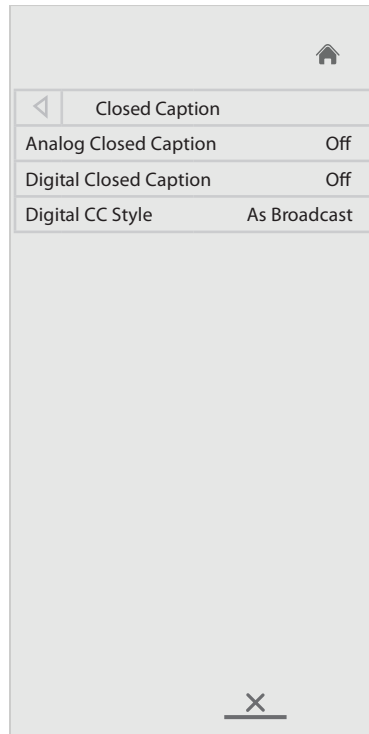 Closed Caption
Analog Closed Caption Off
Digital Closed Caption Off
Digital CC Style As Broadcast